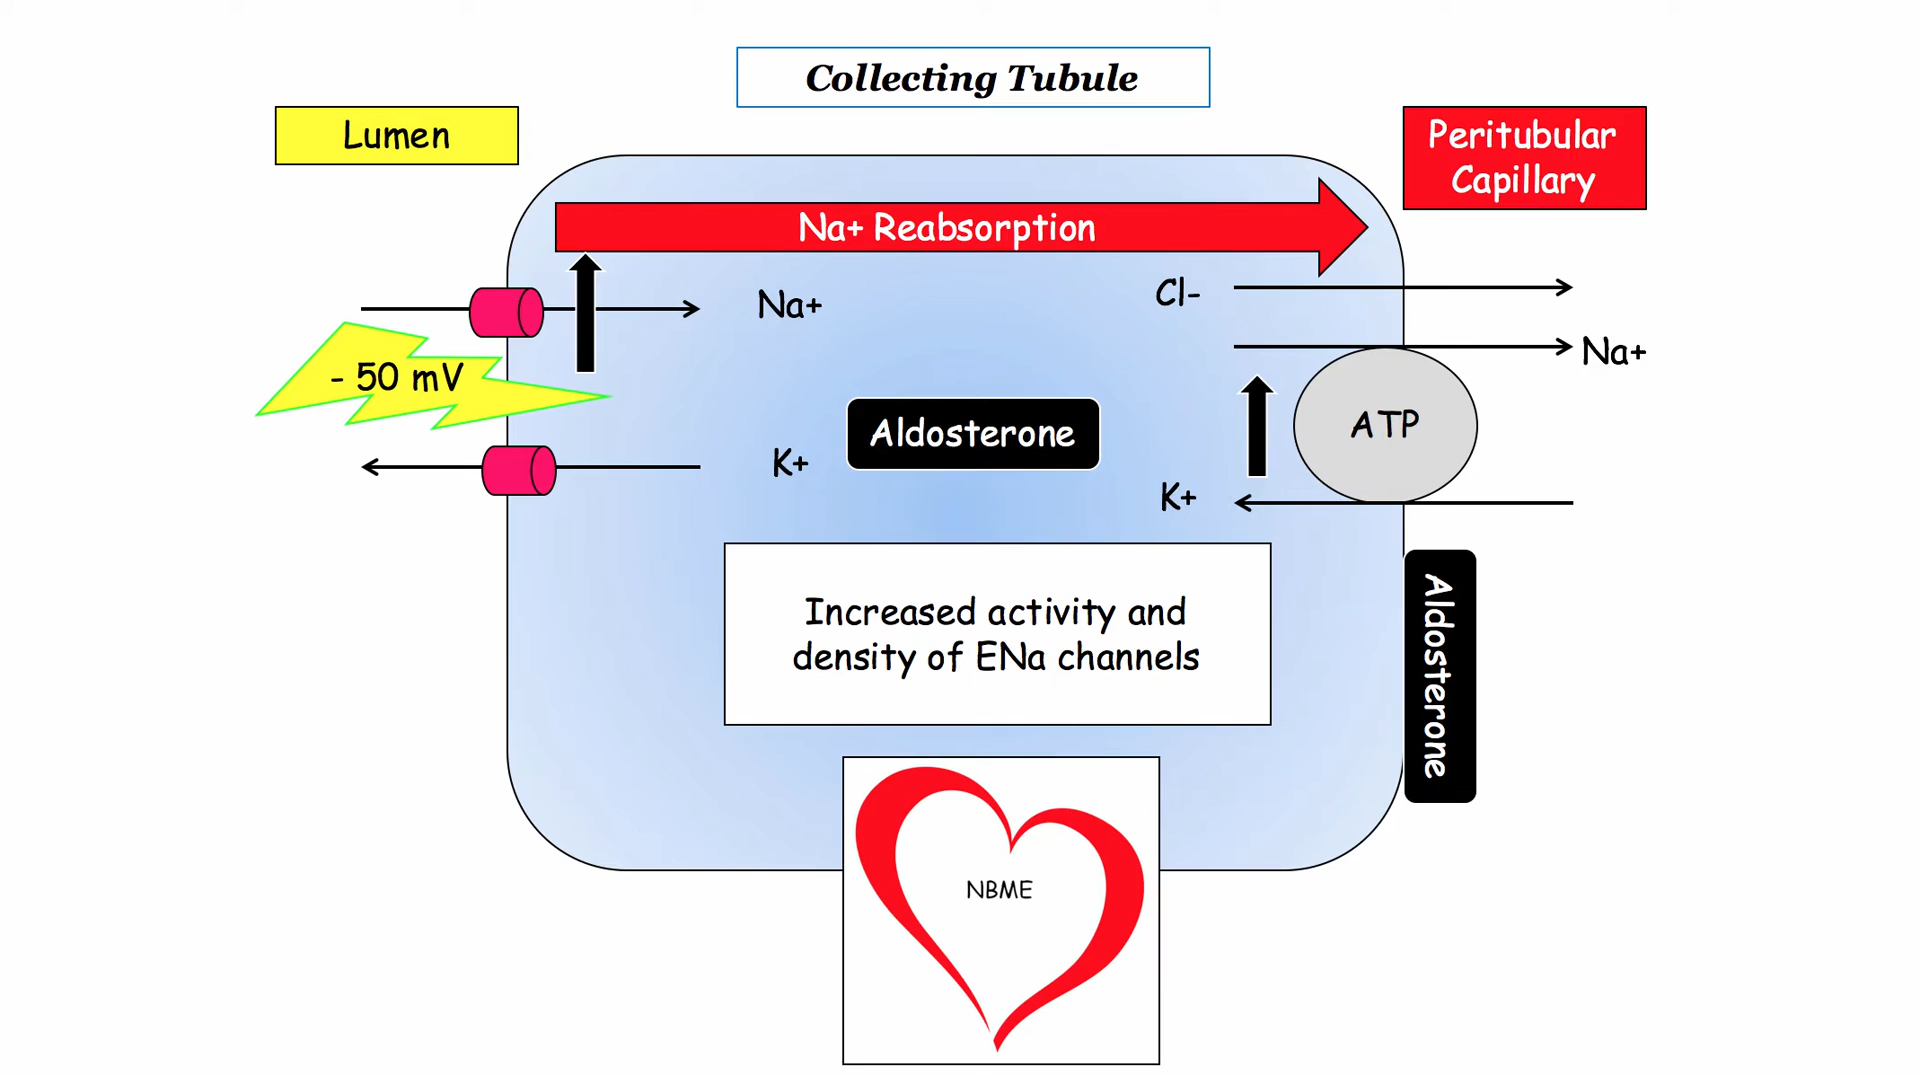 Collecting Tubule
Lumen
Peritubular
Capillary
Na+ Reabsorption
Na+
Cl-
Na+
- 50 mV
Aldosterone
ATP
K+
K+
Increased activity and
density of ENa channels
Aldosterone
NBME